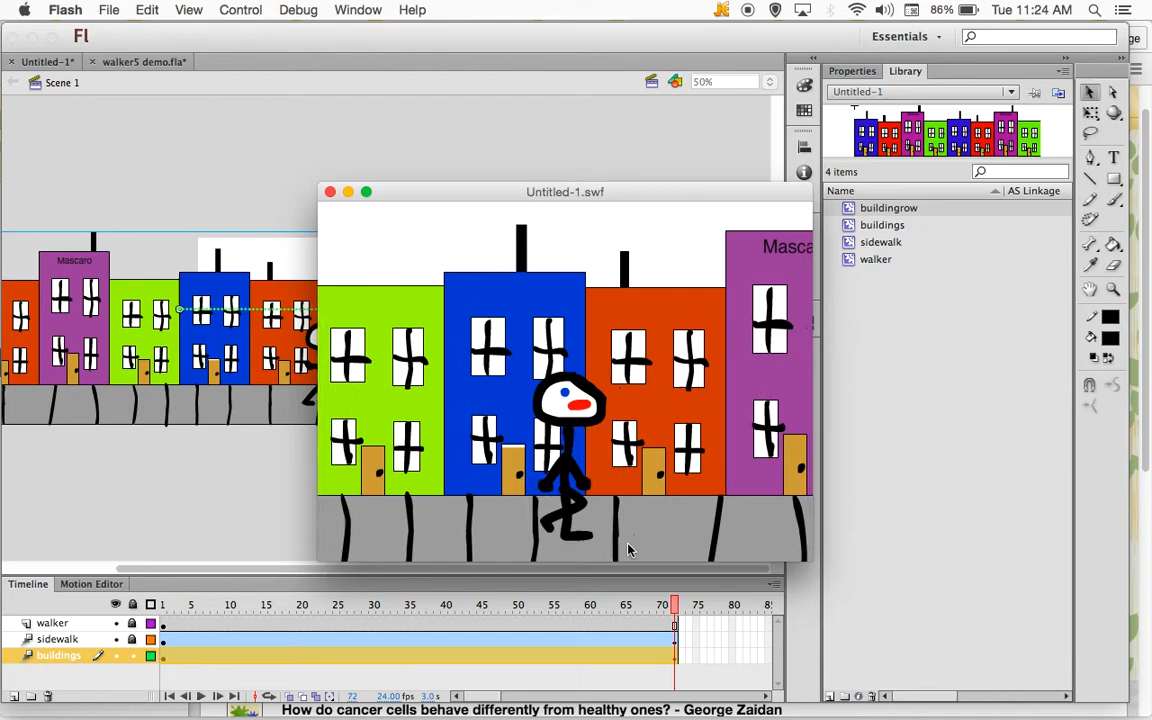 Flash File Edit View Control Debug Window Help 86% Tue 11:24 AM
Fl Essentials
Untitled-1* walker5 demo.fla*
Scene 1 50%
Properties Library
Untitled-1
4 items
Name AS Linkage
buildingrow
buildings
sidewalk
walker
Untitled-1.swf
Mascaro
Masca
Timeline Motion Editor
1 5 10 15 20 25 30 35 40 45 50 55 60 65 70 75 80 85
walker
sidewalk
buildings
72 24.00 fps 3.0 s
How do cancer cells behave differently from healthy ones? - George Zaidan